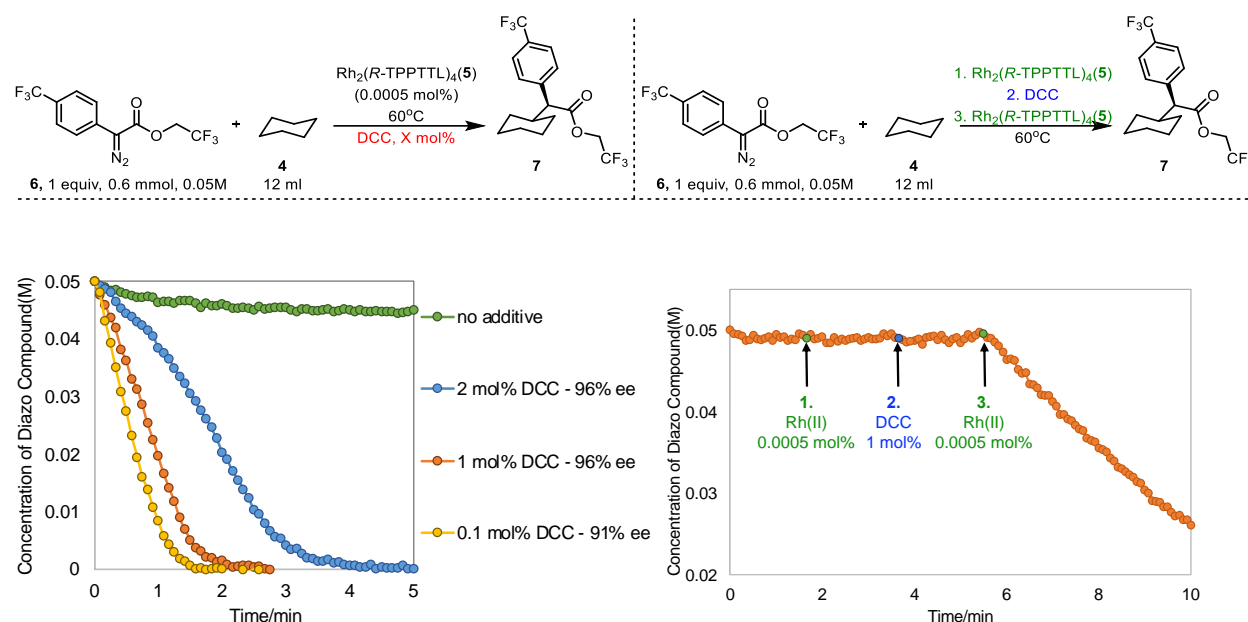 F₃C
F₃C
N₂
O
O
CF₃
6, 1 equiv, 0.6 mmol, 0.05M
+
4
12 ml
Rh₂(R-TPPTTL)₄(5)
(0.0005 mol%)
60°C
DCC, X mol%
O
O
CF₃
7
F₃C
F₃C
N₂
O
O
CF₃
6, 1 equiv, 0.6 mmol, 0.05M
+
4
12 ml
1. Rh₂(R-TPPTTL)₄(5)
2. DCC
3. Rh₂(R-TPPTTL)₄(5)
60°C
O
O
CF
7
Concentration of Diazo Compound(M)
0.05
0.04
0.03
0.02
0.01
0
0 1 2 3 4 5
Time/min
no additive
2 mol% DCC - 96% ee
1 mol% DCC - 96% ee
0.1 mol% DCC - 91% ee
Concentration of Diazo Compound(M)
0.05
0.04
0.03
0.02
1.
Rh(II)
0.0005 mol%
2.
DCC
1 mol%
3.
Rh(II)
0.0005 mol%
0 2 4 6 8 10
Time/min